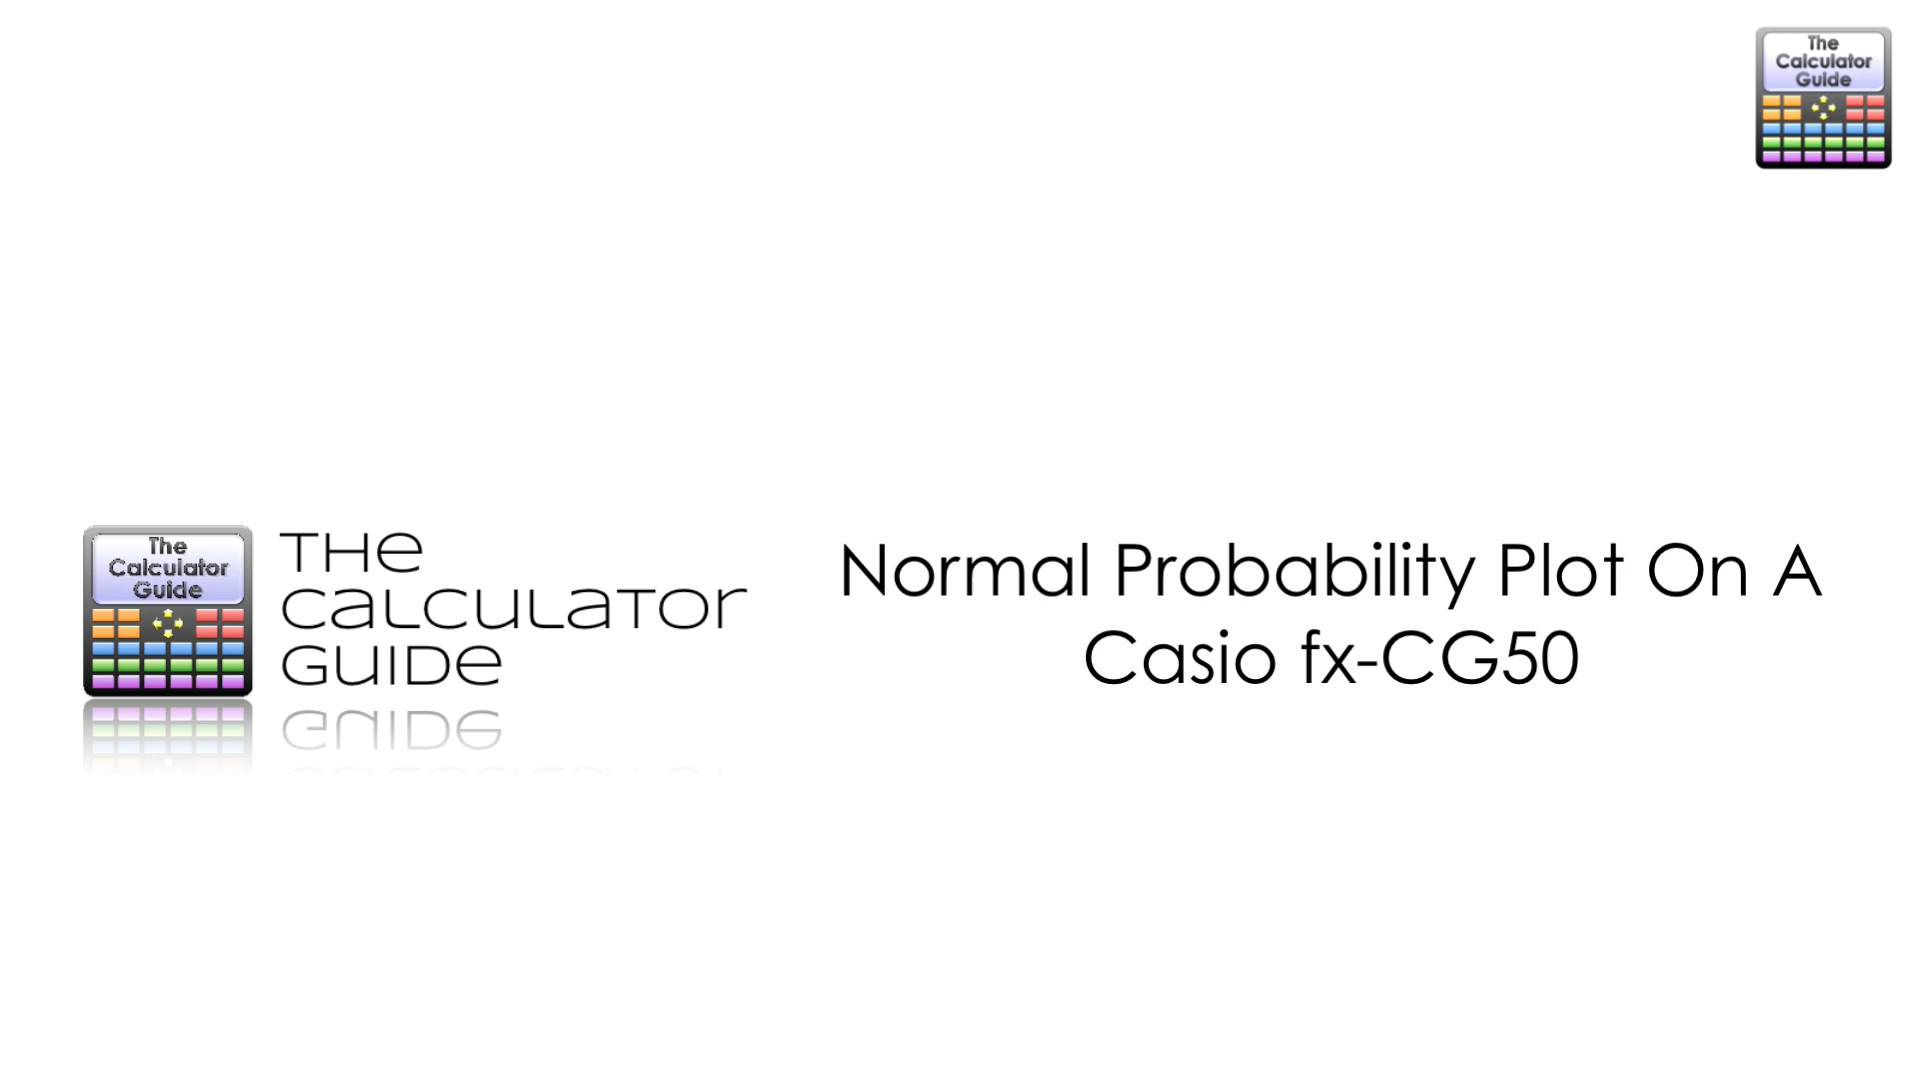 The
Calculator
Guide
The
Calculator
Guide
THe
CaLCULaTOr
GUIDe
Normal Probability Plot On A
Casio fx-CG50